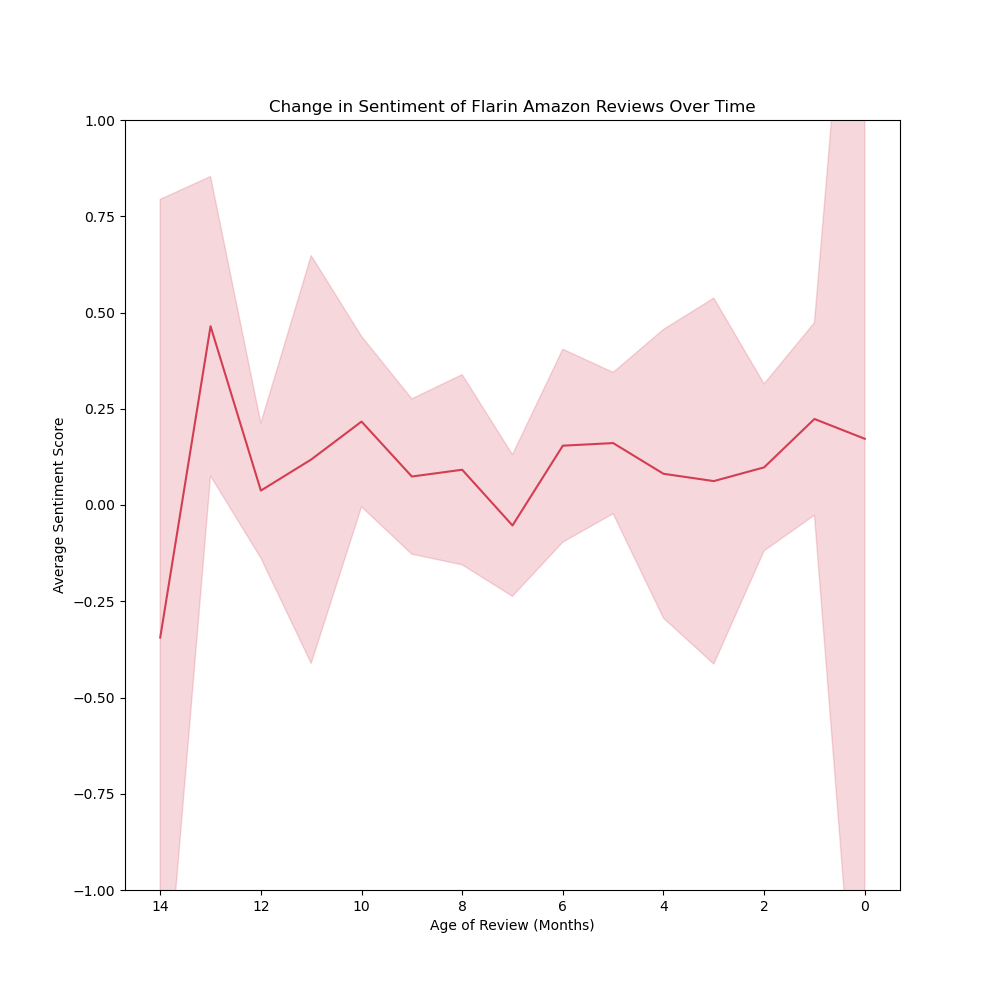 Change in Sentiment of Flarin Amazon Reviews Over Time
1.00
0.75
0.50
0.25
0.00
−0.25
−0.50
−0.75
−1.00
Average Sentiment Score
14 12 10 8 6 4 2 0
Age of Review (Months)